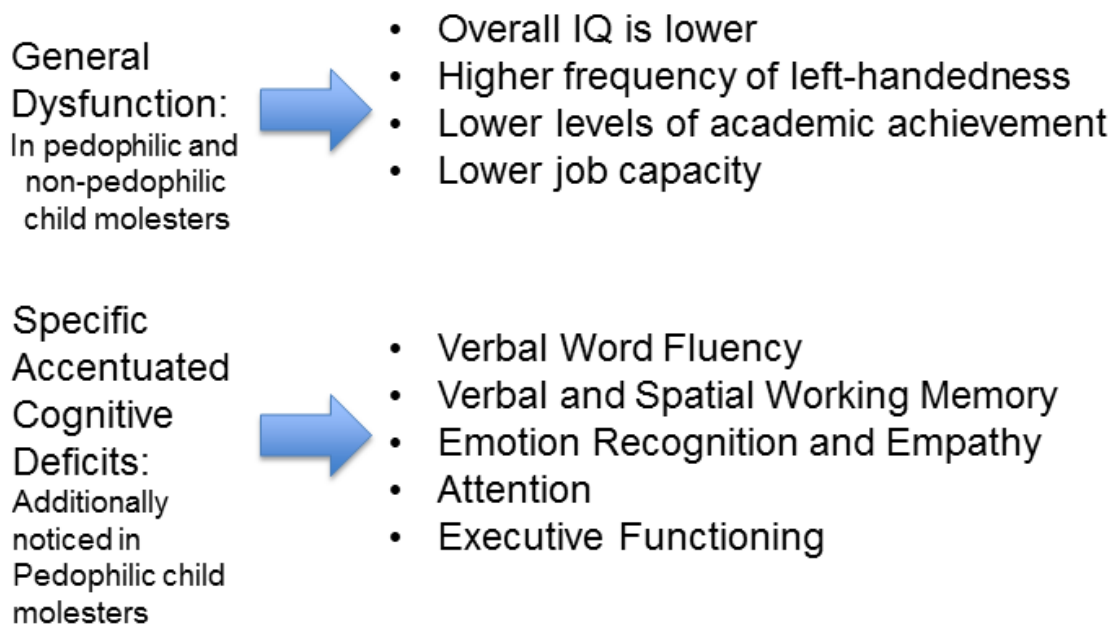 General
Dysfunction:
In pedophilic and
non-pedophilic
child molesters
• Overall IQ is lower
• Higher frequency of left-handedness
• Lower levels of academic achievement
• Lower job capacity
Specific
Accentuated
Cognitive
Deficits:
Additionally
noticed in
Pedophilic child
molesters
• Verbal Word Fluency
• Verbal and Spatial Working Memory
• Emotion Recognition and Empathy
• Attention
• Executive Functioning